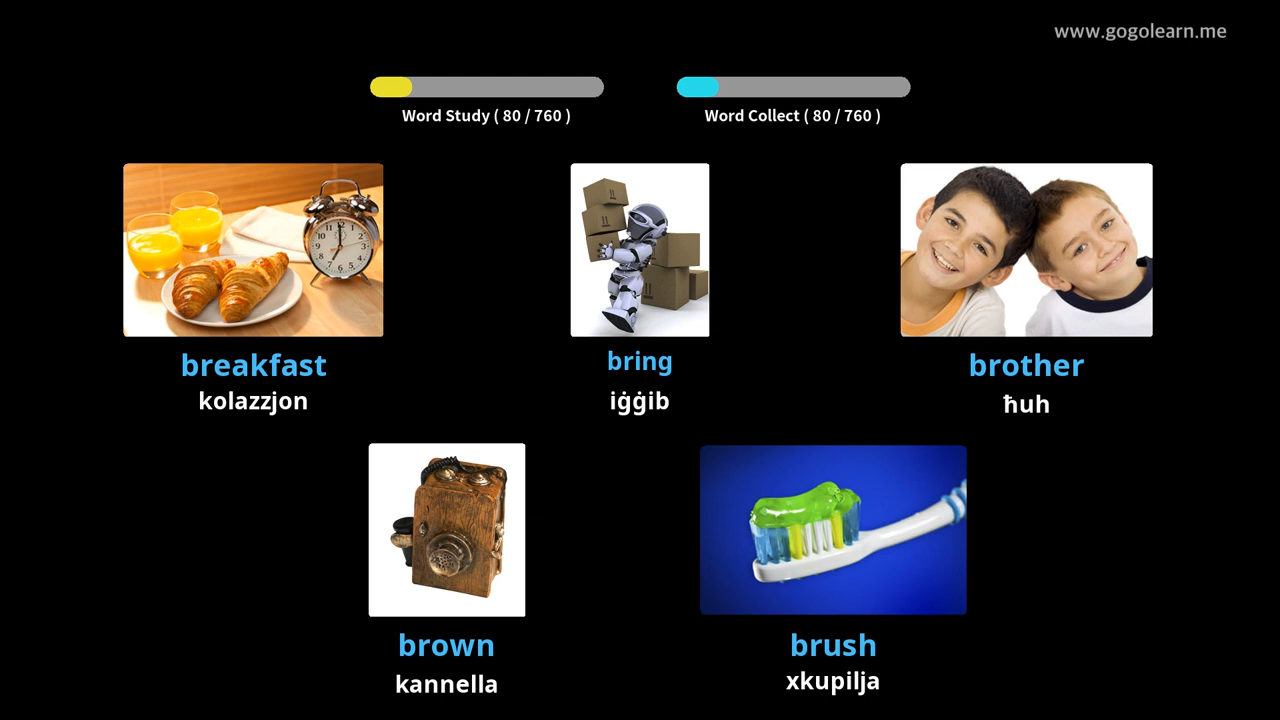 www.gogolearn.me
Word Study ( 80 / 760 )
Word Collect ( 80 / 760 )
breakfast
kolazzjon
bring
iġġib
brother
ħuh
brown
kannella
brush
xkupilja